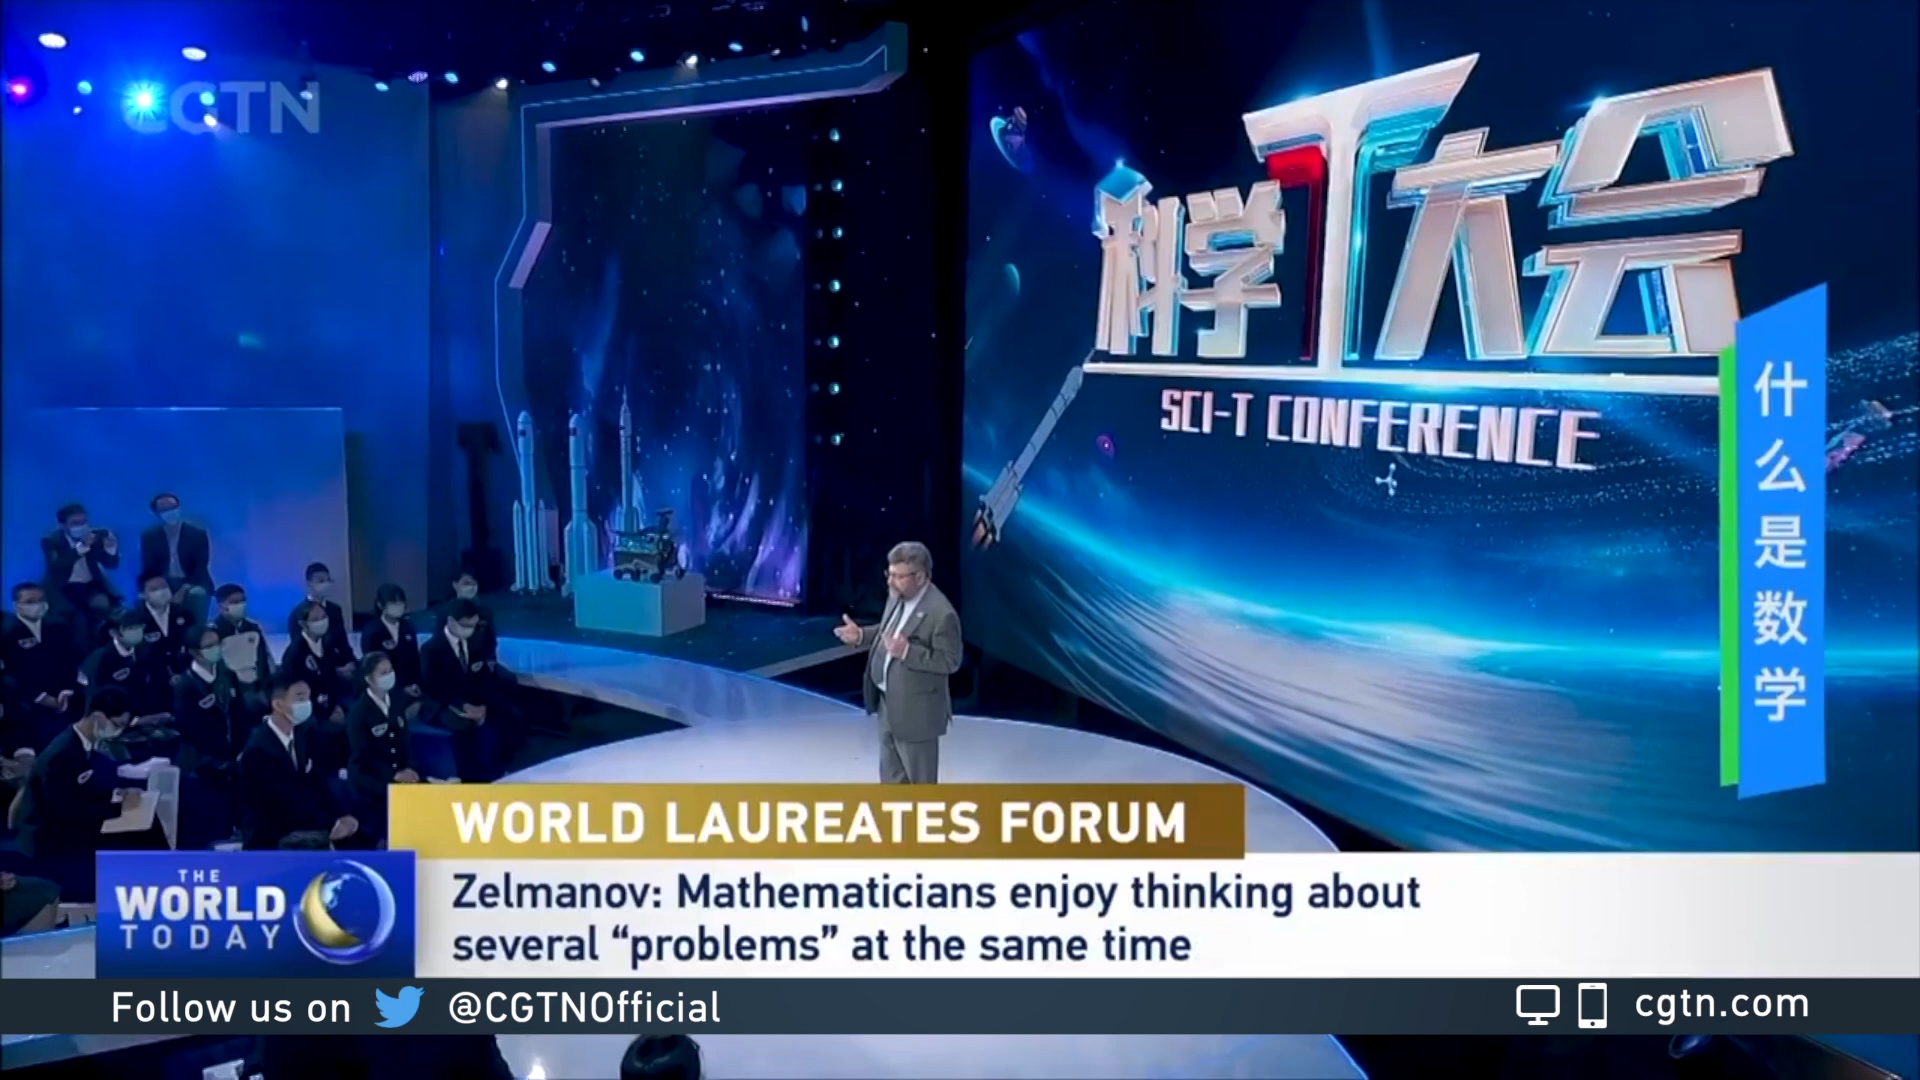 CGTN
科学T大会
SCI-T CONFERENCE
什么是数学
WORLD LAUREATES FORUM
THE
WORLD
TODAY
Zelmanov: Mathematicians enjoy thinking about
several “problems” at the same time
Follow us on @CGTNOfficial
cgtn.com